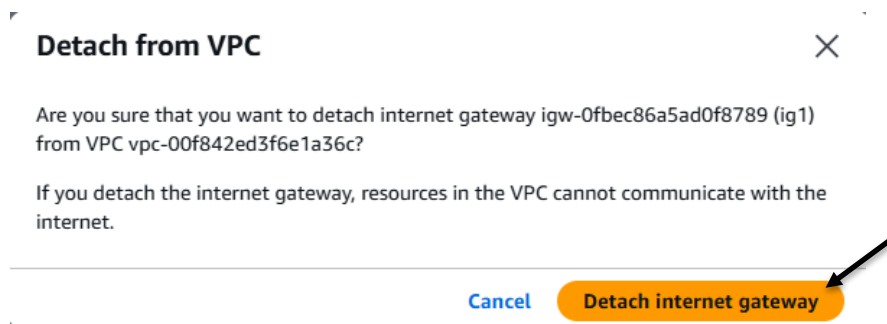 Detach from VPC
Are you sure that you want to detach internet gateway igw-0fbec86a5ad0f8789 (ig1)
from VPC vpc-00f842ed3f6e1a36c?
If you detach the internet gateway, resources in the VPC cannot communicate with the
internet.
Cancel Detach internet gateway